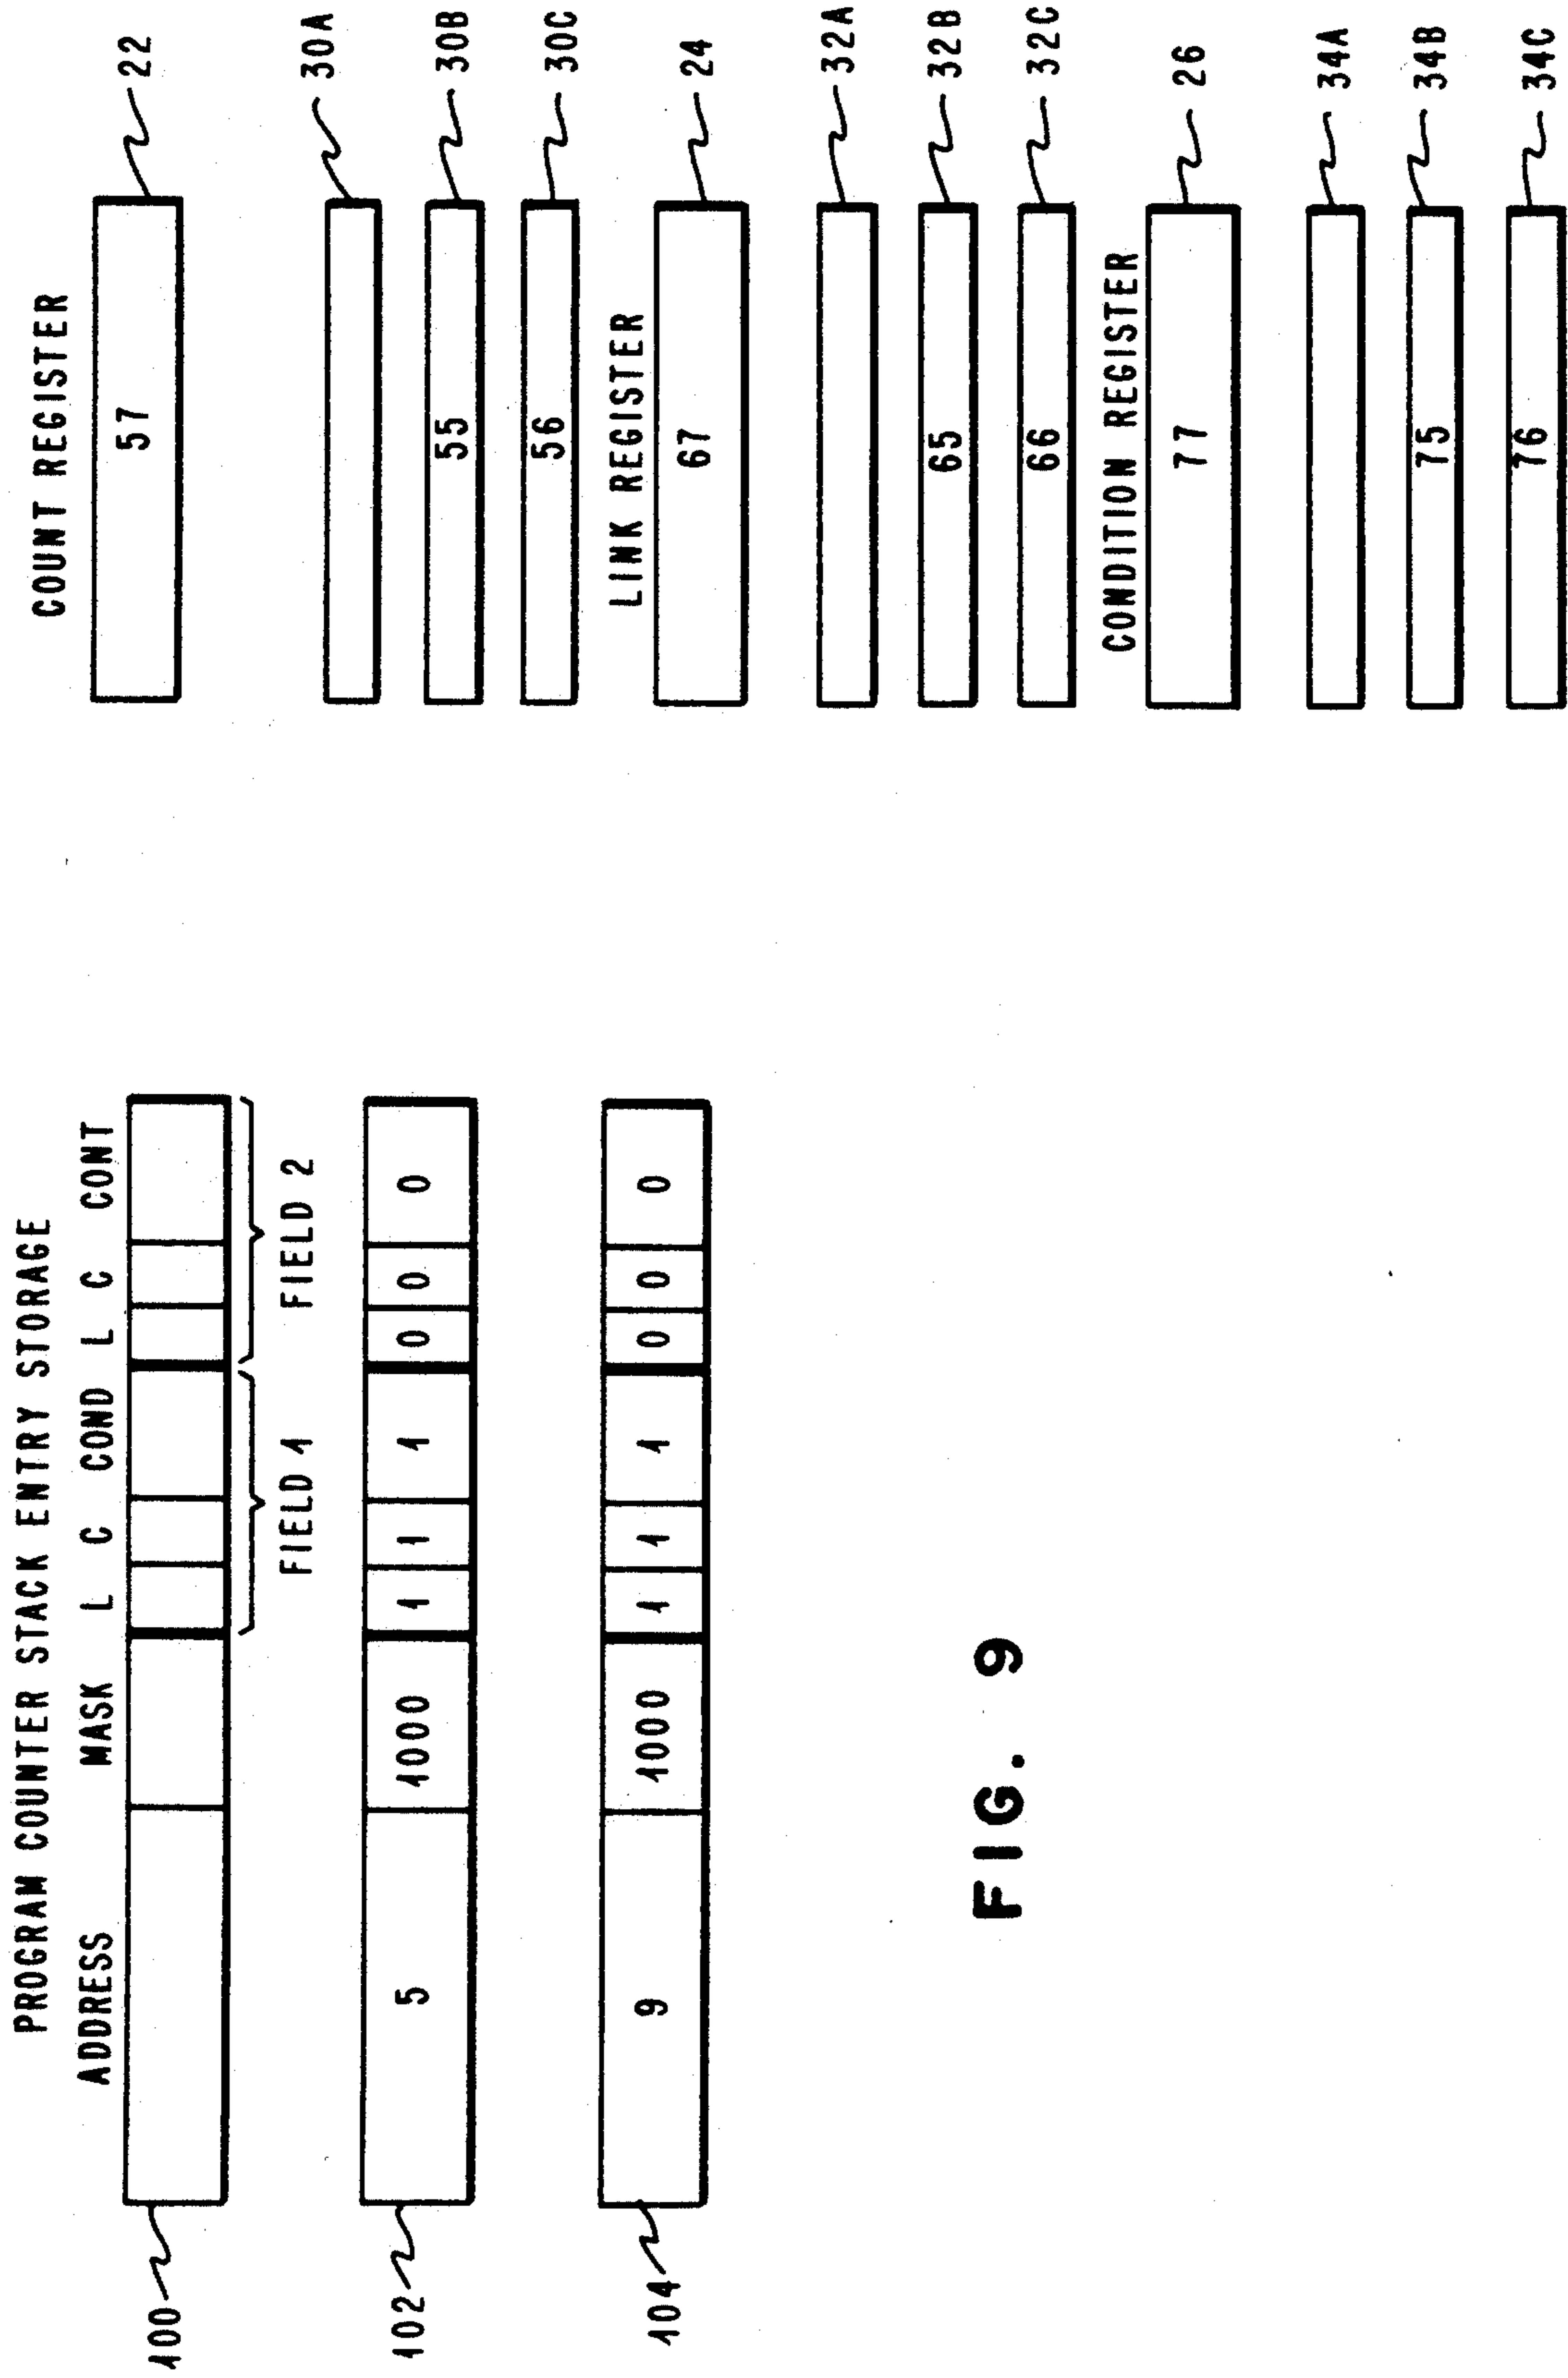 PROGRAM COUNTER STACK ENTRY STORAGE
ADDRESS MASK L C COND L C CONT
100
FIELD 1 FIELD 2
102 5 1000 1 1 1 0 0 0
104 9 1000 1 1 1 0 0 0
COUNT REGISTER
57 22
30A
55 30B
56 30C
LINK REGISTER
67 24
32A
65 32B
66 32C
CONDITION REGISTER
77 26
34A
75 34B
76 34C
FIG. 9